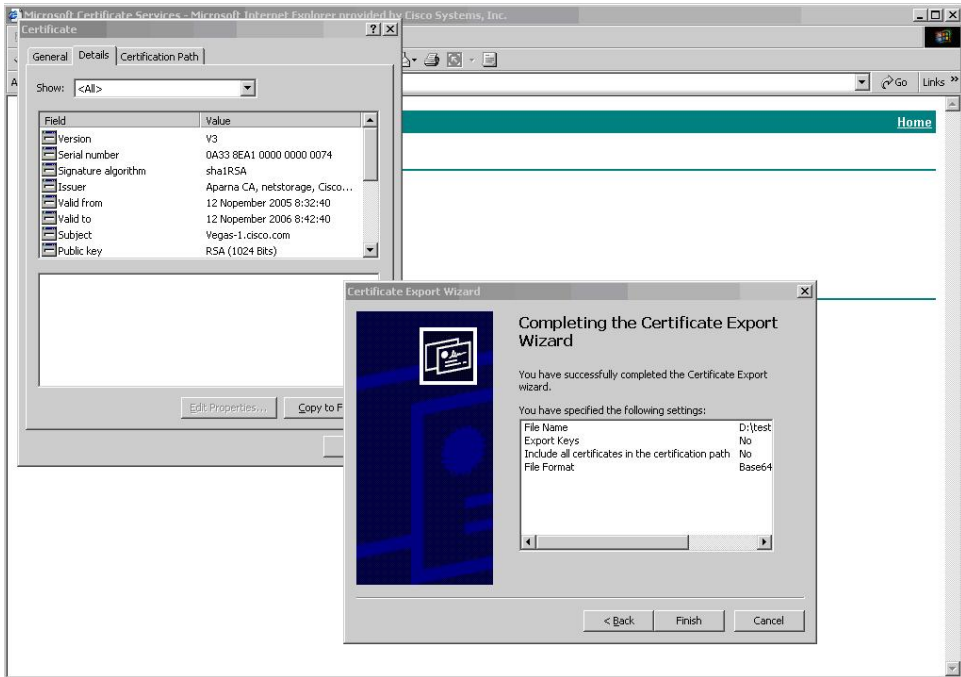 Microsoft Certificate Services - Microsoft Internet Explorer provided by Cisco Systems, Inc.
Certificate
General Details Certification Path
Go Links »
Show: <All>
Home
Field Value
Version V3
Serial number 0A33 8EA1 0000 0000 0074
Signature algorithm sha1RSA
Issuer Aparna CA, netstorage, Cisco...
Valid from 12 Nopember 2005 8:32:40
Valid to 12 Nopember 2006 8:42:40
Subject Vegas-1.cisco.com
Public key RSA (1024 Bits)
Edit Properties... Copy to F
Certificate Export Wizard
Completing the Certificate Export
Wizard
You have successfully completed the Certificate Export
wizard.
You have specified the following settings:
File Name D:\test
Export Keys No
Include all certificates in the certification path No
File Format Base64
< Back Finish Cancel